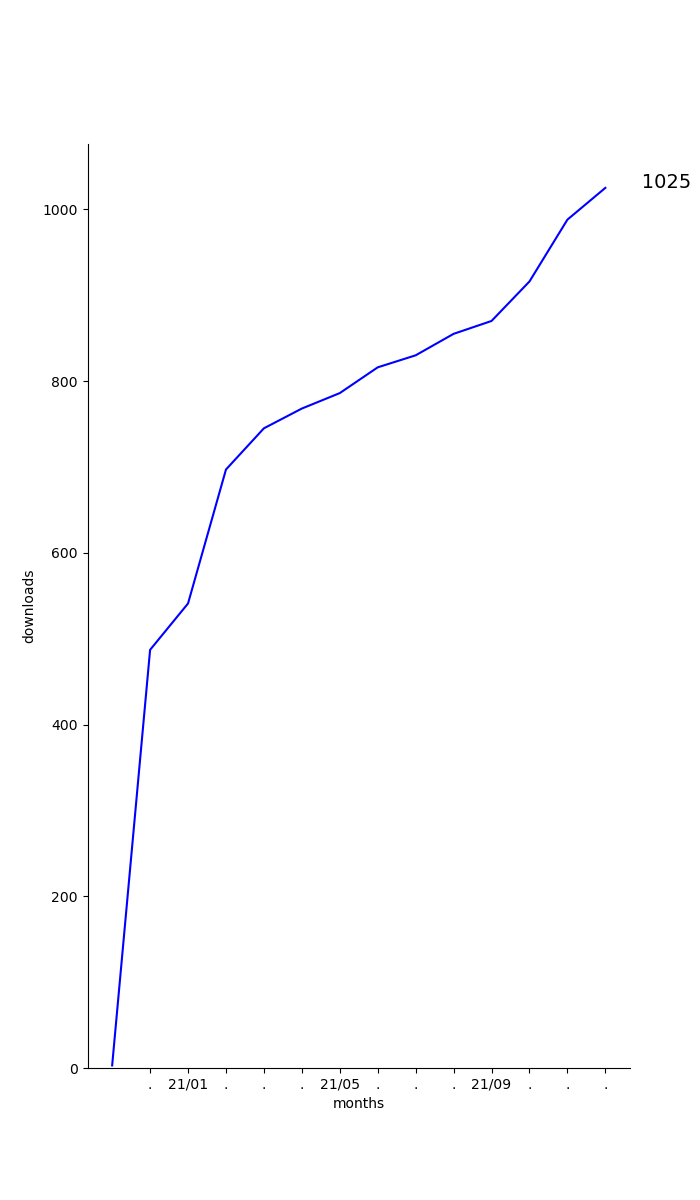 1025
1000
800
600
400
200
0
downloads
. 21/01 . . . 21/05 . . . 21/09 . . .
months